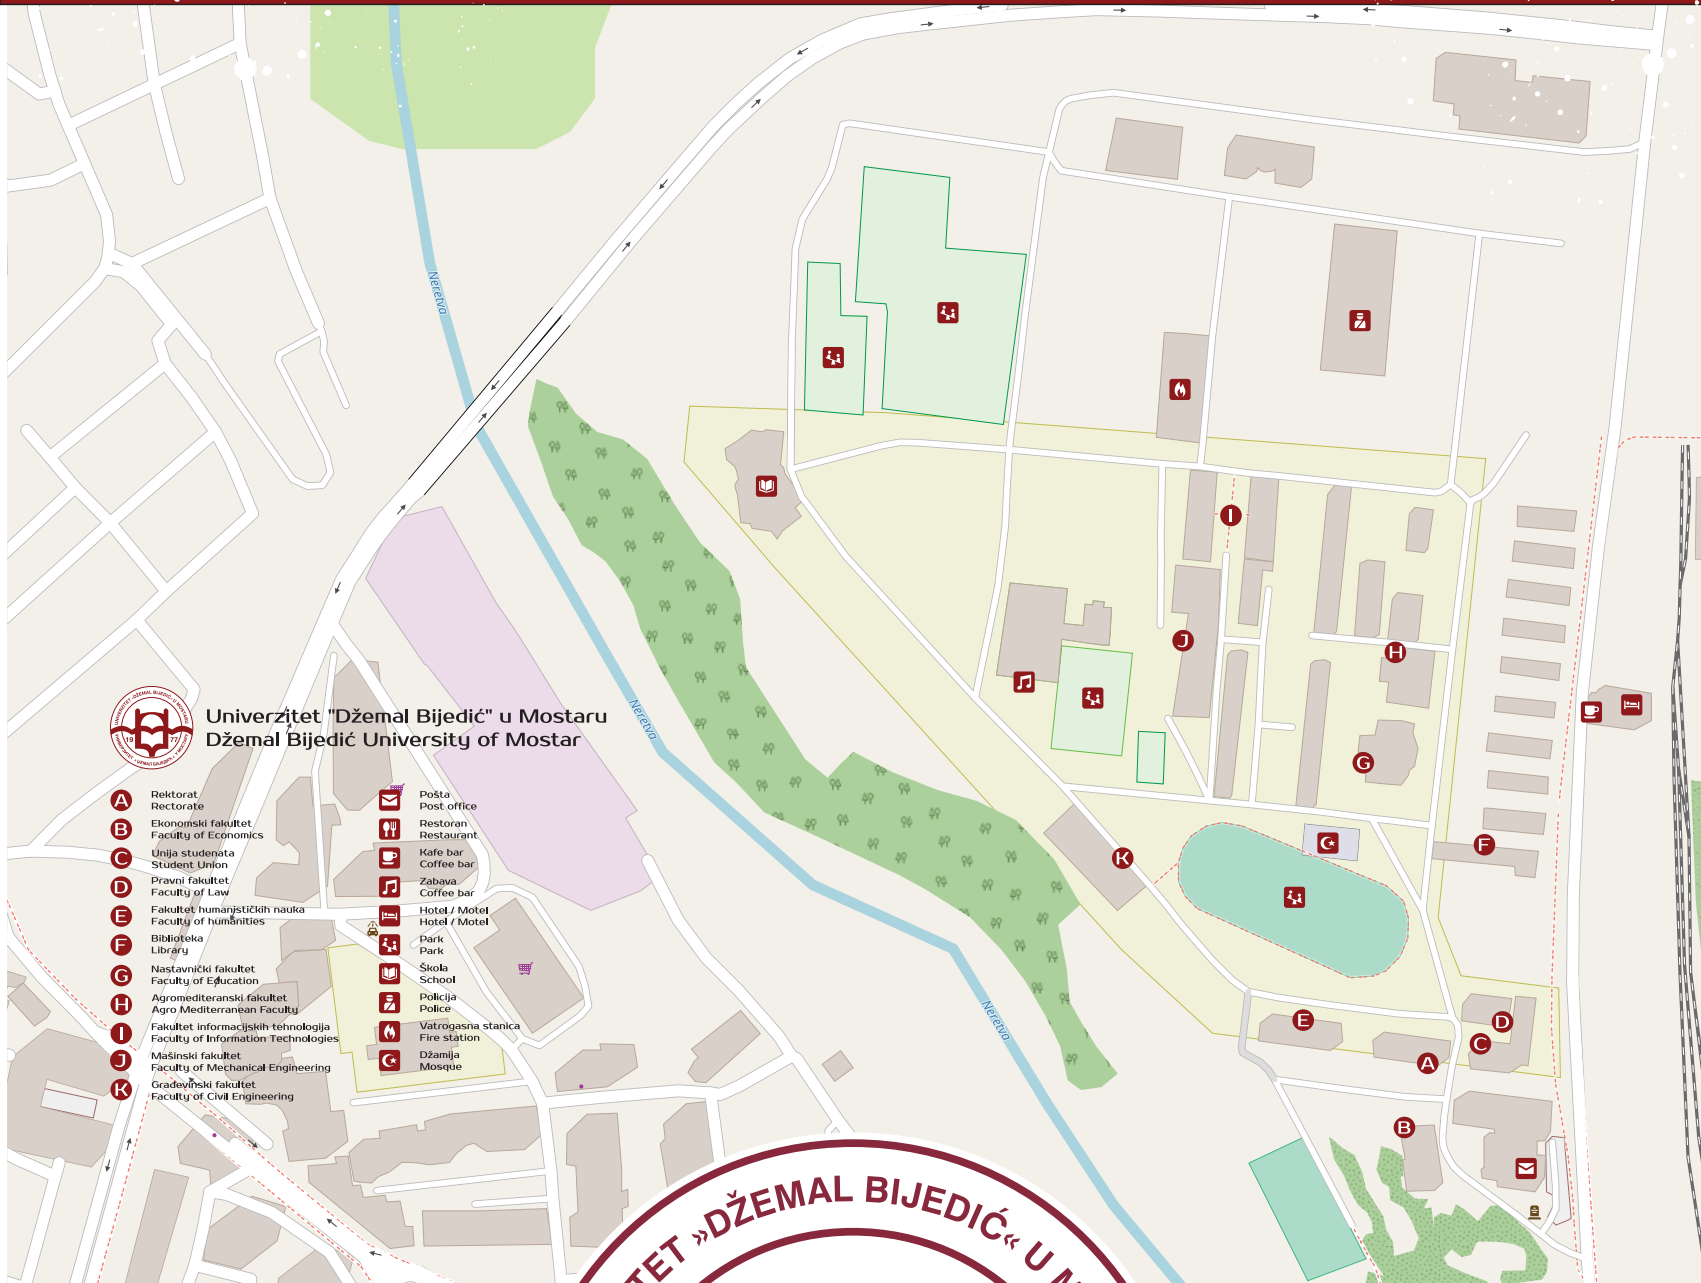 Neretva
Neretva
Neretva
Univerzitet "Džemal Bijedić" u Mostaru
Džemal Bijedić University of Mostar
19 77
A Rektorat
Rectorate
B Ekonomski fakultet
Faculty of Economics
C Unija studenata
Student Union
D Pravni fakultet
Faculty of Law
E Fakultet humanističkih nauka
Faculty of humanities
F Biblioteka
Library
G Nastavnički fakultet
Faculty of Education
H Agromediteranski fakultet
Agro Mediterranean Faculty
I Fakultet informacijskih tehnologija
Faculty of Information Technologies
J Mašinski fakultet
Faculty of Mechanical Engineering
K Građevinski fakultet
Faculty of Civil Engineering
Pošta
Post office
Restoran
Restaurant
Kafe bar
Coffee bar
Zabava
Coffee bar
Hotel / Motel
Hotel / Motel
Park
Park
Škola
School
Policija
Police
Vatrogasna stanica
Fire station
Džamija
Mosque
I
J
H
G
F
K
E
D
C
A
B
TET »DŽEMAL BIJEDIĆ« U M